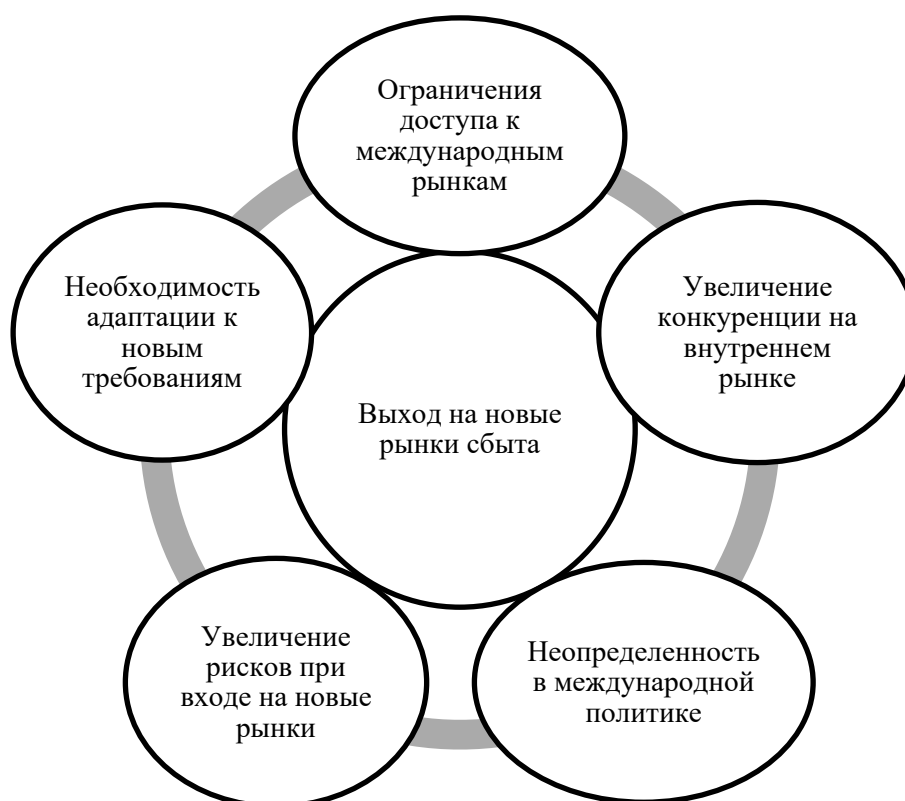 Ограничения
доступа к
международным
рынкам
Увеличение
конкуренции на
внутреннем
рынке
Неопределенность
в международной
политике
Увеличение
рисков при
входе на новые
рынки
Необходимость
адаптации к
новым
требованиям
Выход на новые
рынки сбыта